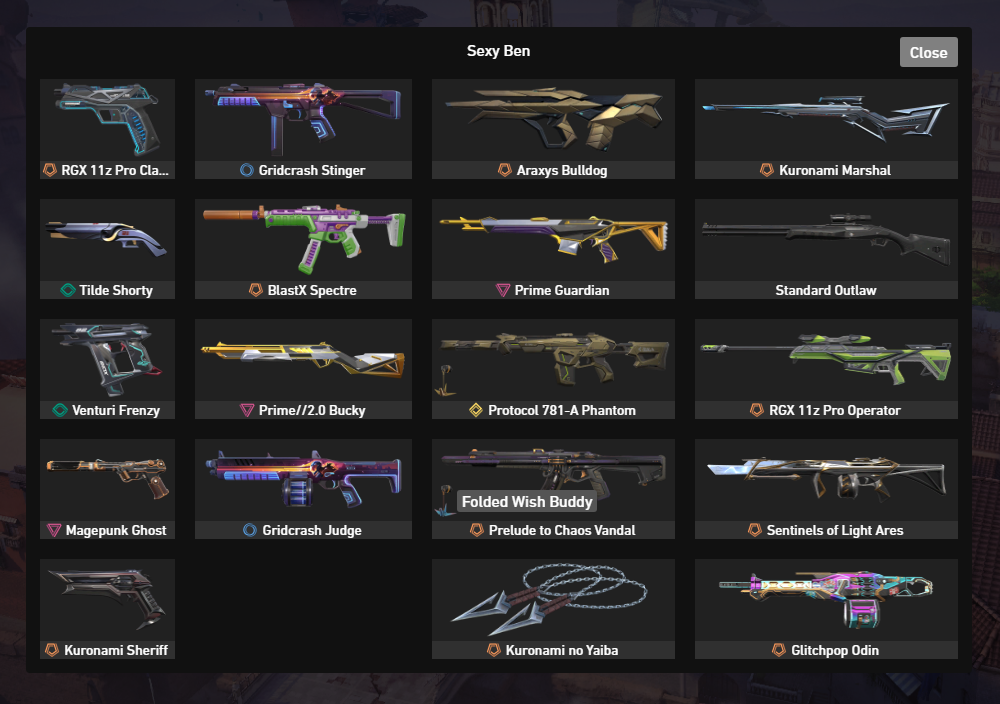 Sexy Ben
Close
RGX 11z Pro Cla...
Gridcrash Stinger
Araxys Bulldog
Kuronami Marshal
Tilde Shorty
BlastX Spectre
Prime Guardian
Standard Outlaw
Venturi Frenzy
Prime//2.0 Bucky
Protocol 781-A Phantom
RGX 11z Pro Operator
Magepunk Ghost
Gridcrash Judge
Folded Wish Buddy
Prelude to Chaos Vandal
Sentinels of Light Ares
Kuronami Sheriff
Kuronami no Yaiba
Glitchpop Odin